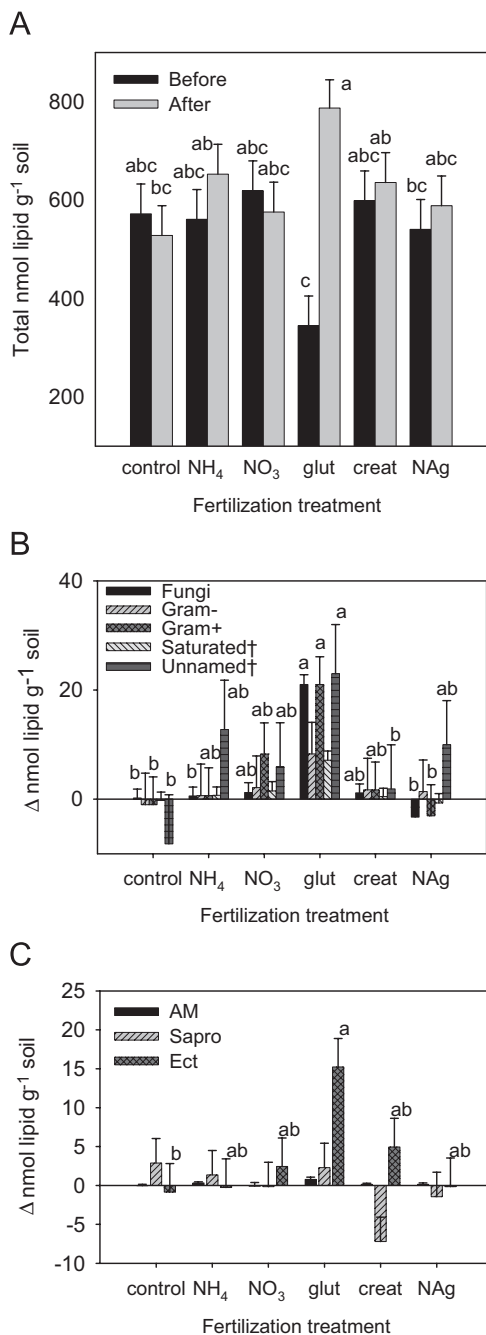 A
Before
After
800
600
400
200
Total nmol lipid g⁻¹ soil
abc bc abc ab abc abc c a abc ab bc abc
control NH₄ NO₃ glut creat NAg
Fertilization treatment
B
40
20
0
-20
Δ nmol lipid g⁻¹ soil
Fungi
Gram-
Gram+
Saturated†
Unnamed†
b b b b ab ab ab ab ab a a a ab ab b b b ab
control NH₄ NO₃ glut creat NAg
Fertilization treatment
C
25
20
15
10
5
0
-5
-10
Δ nmol lipid g⁻¹ soil
AM
Sapro
Ect
b ab ab a ab ab
control NH₄ NO₃ glut creat NAg
Fertilization treatment